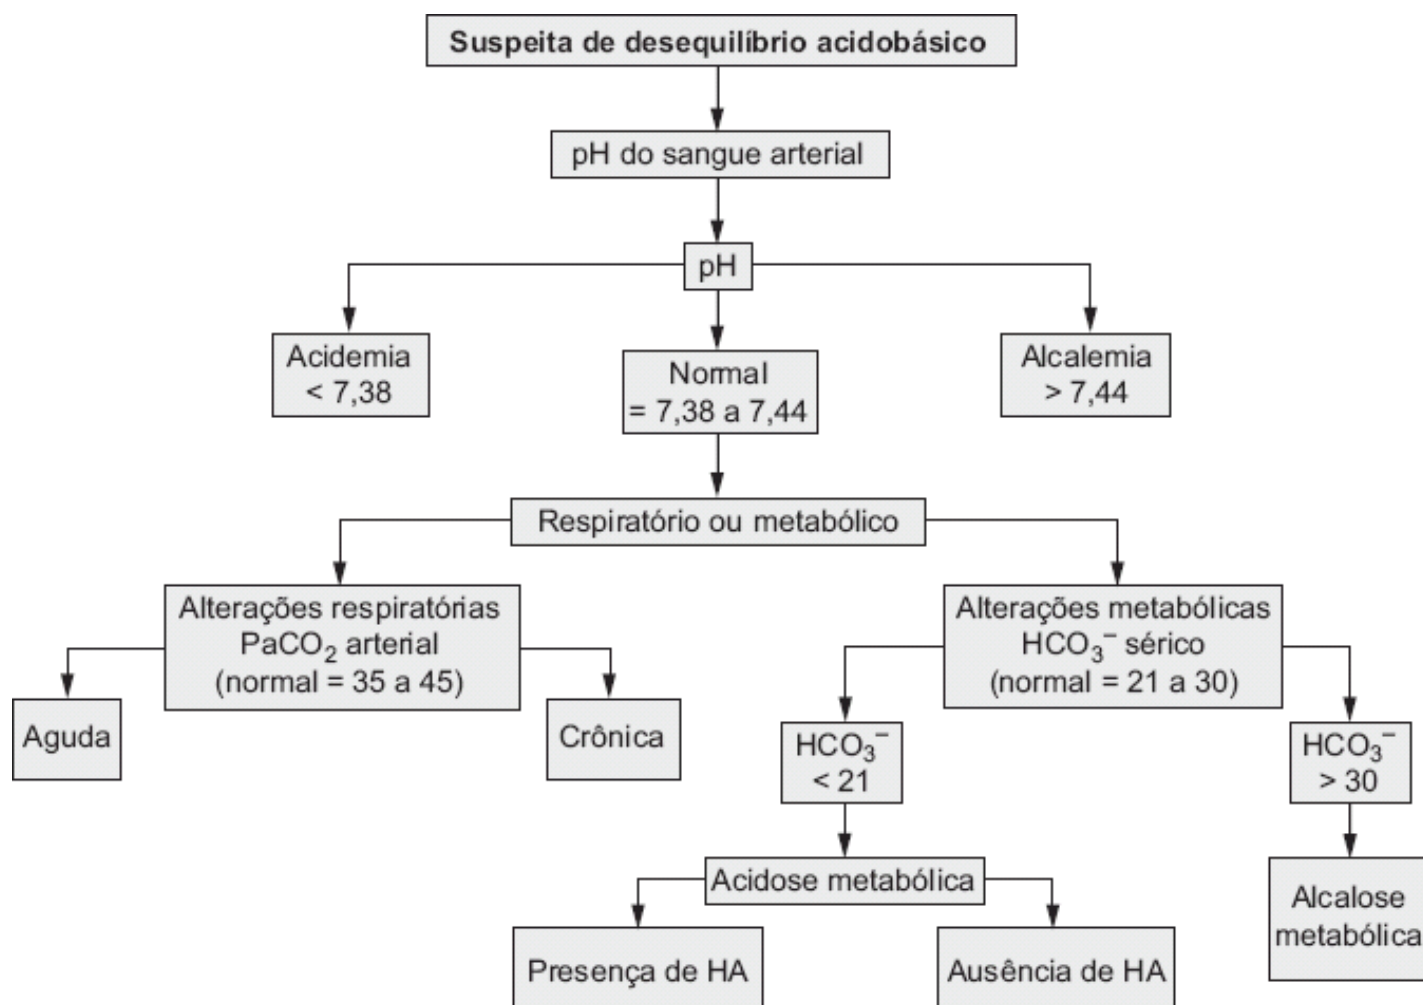 Suspeita de desequilíbrio acidobásico
pH do sangue arterial
pH
Acidemia
< 7,38
Normal
= 7,38 a 7,44
Alcalemia
> 7,44
Respiratório ou metabólico
Alterações respiratórias
PaCO₂ arterial
(normal = 35 a 45)
Aguda
Crônica
Alterações metabólicas
HCO₃⁻ sérico
(normal = 21 a 30)
HCO₃⁻
< 21
HCO₃⁻
> 30
Acidose metabólica
Presença de HA
Ausência de HA
Alcalose
metabólica